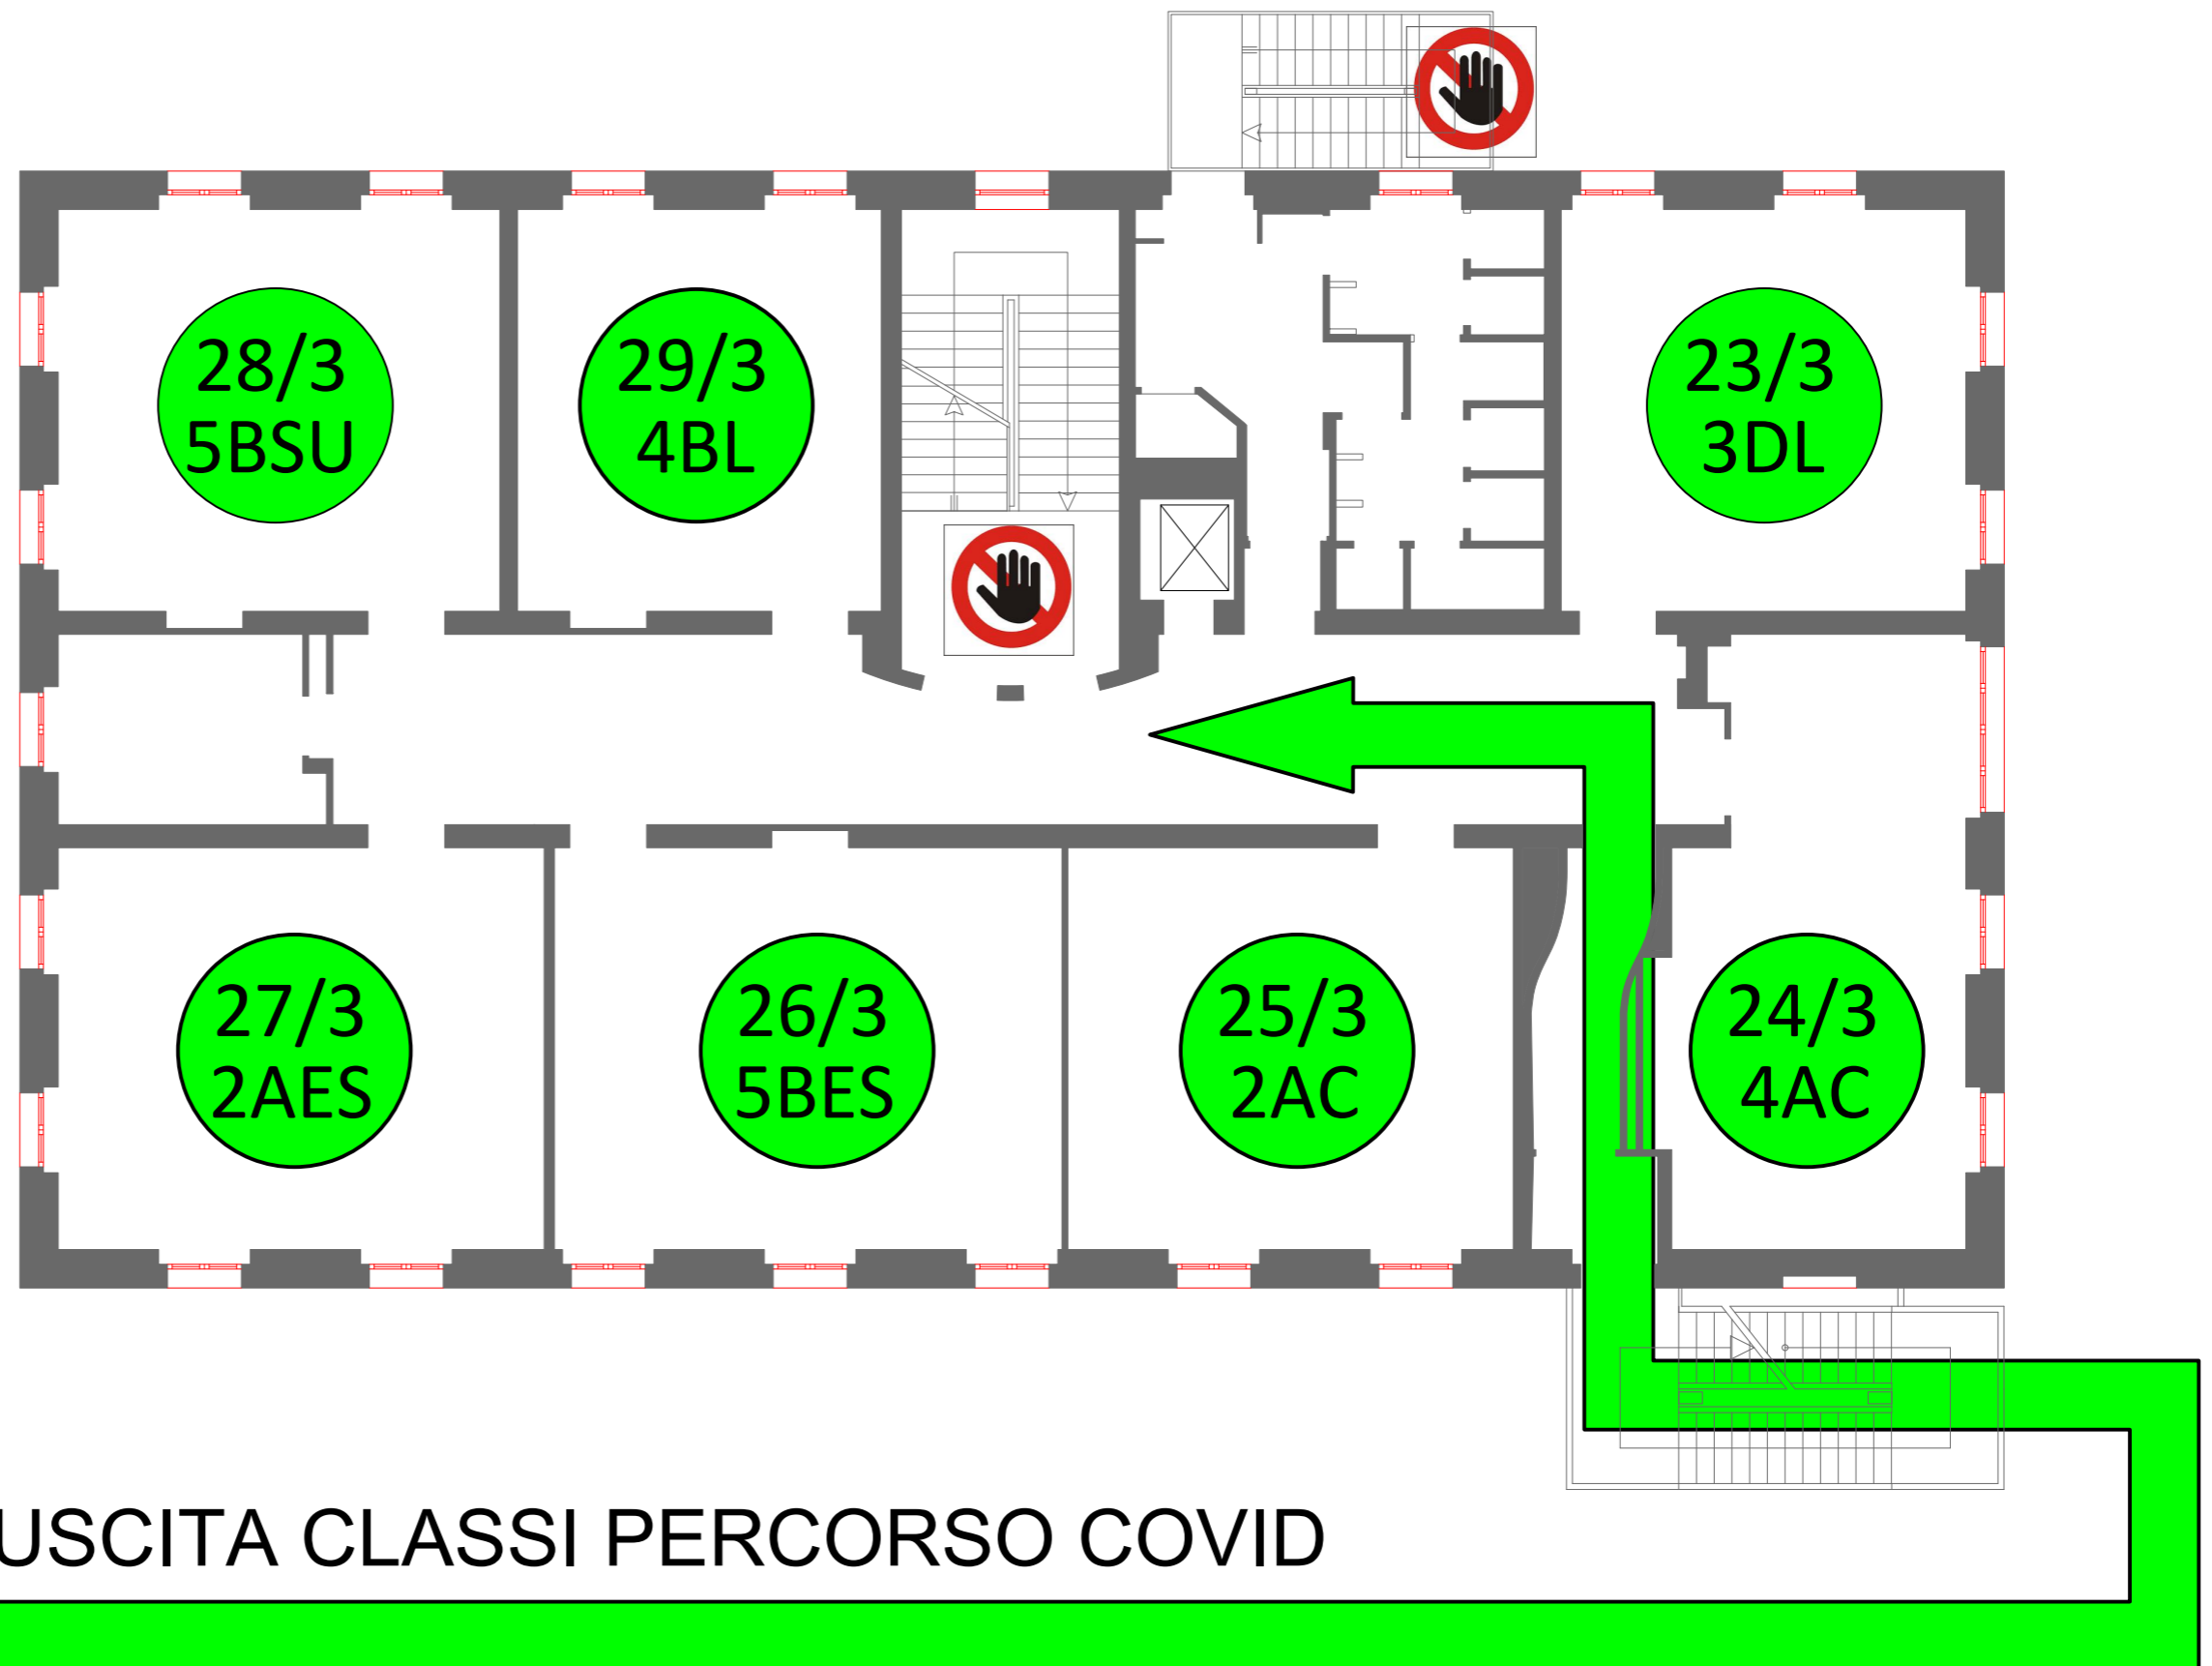 28/3
5BSU
29/3
4BL
23/3
3DL
27/3
2AES
26/3
5BES
25/3
2AC
24/3
4AC
USCITA CLASSI PERCORSO COVID